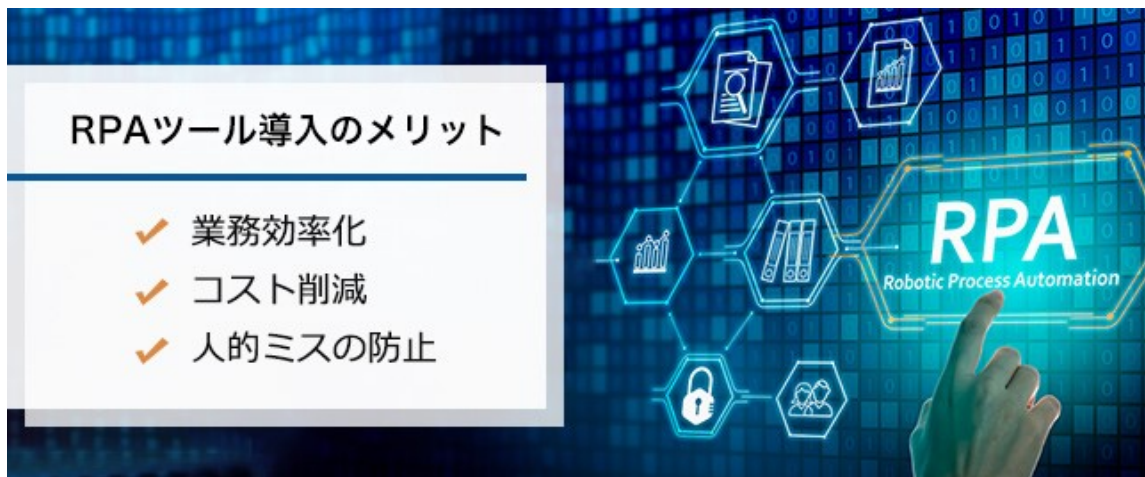 RPAツール導入のメリット
業務効率化
コスト削減
人的ミスの防止
RPA
Robotic Process Automation